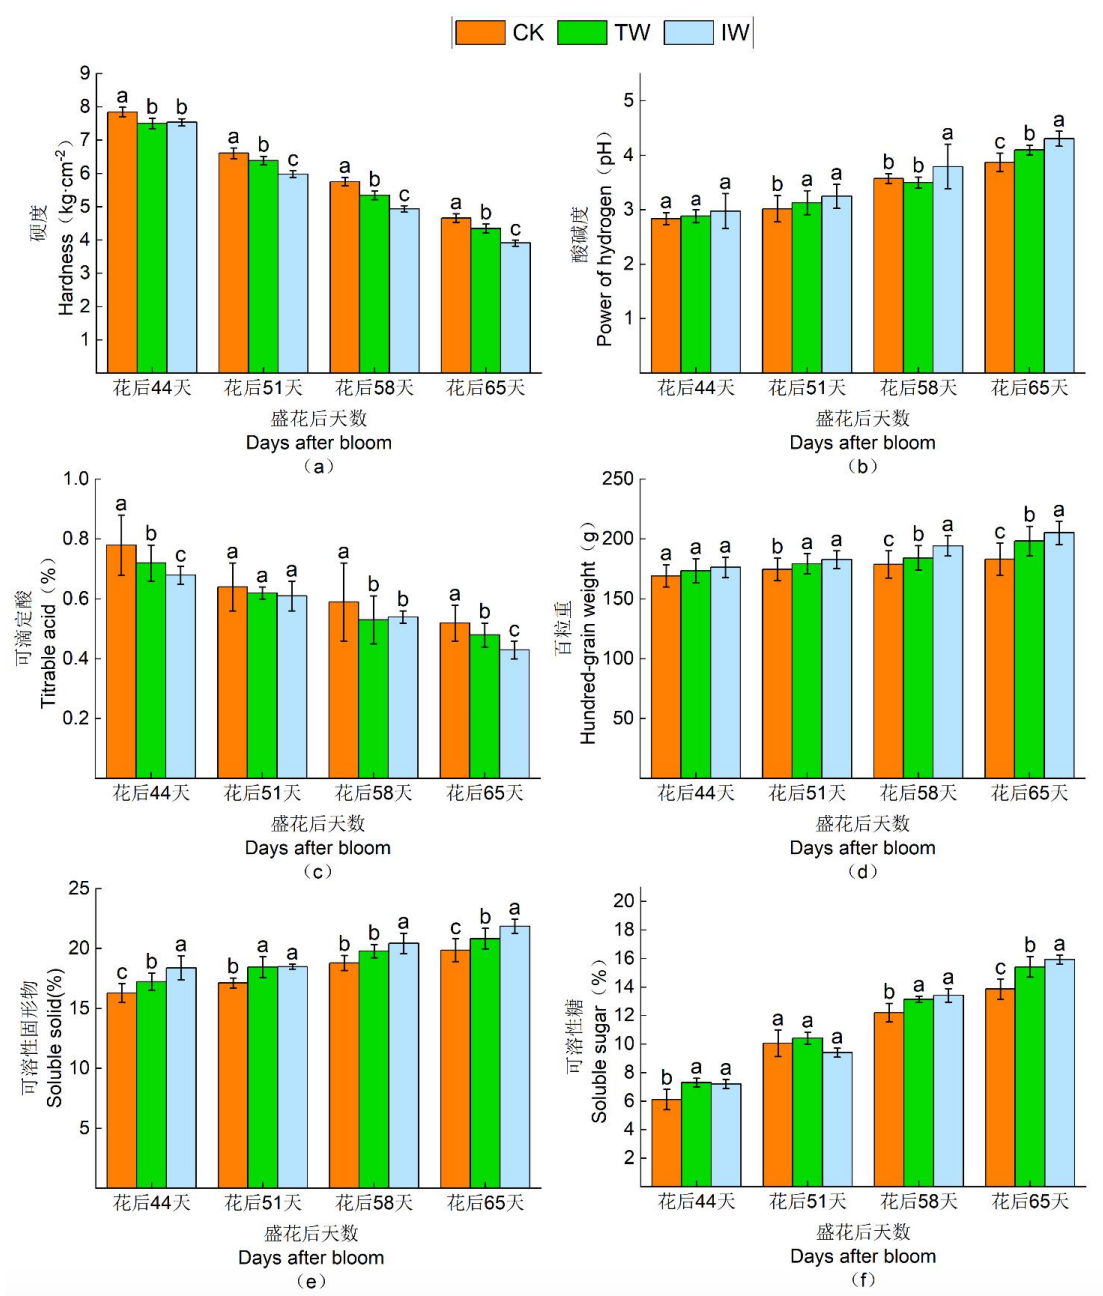 CK TW IW
硬度
Hardness（kg·cm-2）
9
8
7
6
5
4
3
2
1
a b b
a b c
a b c
a b c
花后44天 花后51天 花后58天 花后65天
盛花后天数
Days after bloom
（a）
酸碱度
Power of hydrogen（pH）
5
4
3
2
1
a a a
b a a
b b a
c b a
花后44天 花后51天 花后58天 花后65天
盛花后天数
Days after bloom
（b）
可滴定酸
Titrable acid（%）
1.0
0.8
0.6
0.4
0.2
a b c
a a a
a b b
a b c
花后44天 花后51天 花后58天 花后65天
盛花后天数
Days after bloom
（c）
百粒重
Hundred-grain weight（g）
250
200
150
100
50
a a a
b a a
c b a
c b a
花后44天 花后51天 花后58天 花后65天
盛花后天数
Days after bloom
（d）
可溶性固形物
Soluble solid(%)
25
20
15
10
5
c b a
b a a
b b a
c b a
花后44天 花后51天 花后58天 花后65天
盛花后天数
Days after bloom
（e）
可溶性糖
Soluble sugar（%）
20
18
16
14
12
10
8
6
4
2
b a a
a a a
b a a
c b a
花后44天 花后51天 花后58天 花后65天
盛花后天数
Days after bloom
（f）